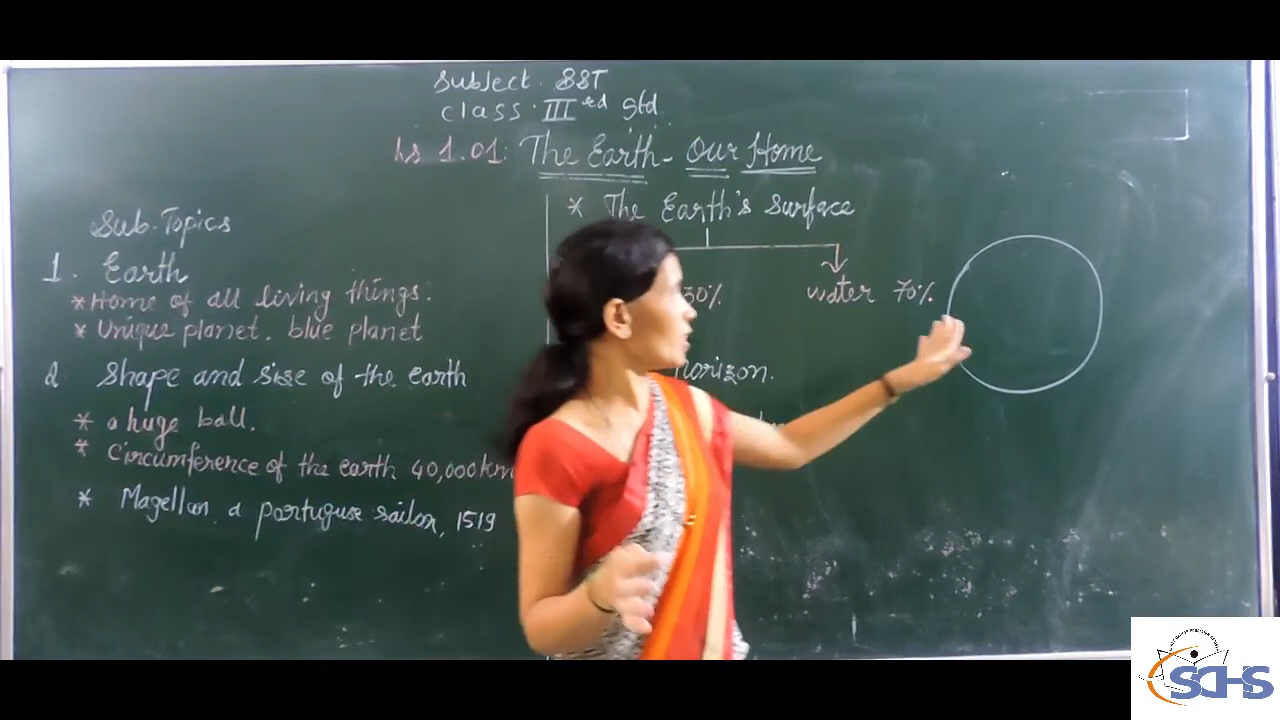 Subject. SST
Class. IIIrd Std.
Ls 1.01: The Earth - Our Home
Sub-Topics
1. Earth
* Home of all living things.
* Unique planet. blue planet
2 Shape and size of the earth
* a huge ball.
* Circumference of the earth 40,000km
* Magellan a portuguse sailor, 1519
* The Earth's surface
30%
water 70%
horizon.
SCHS